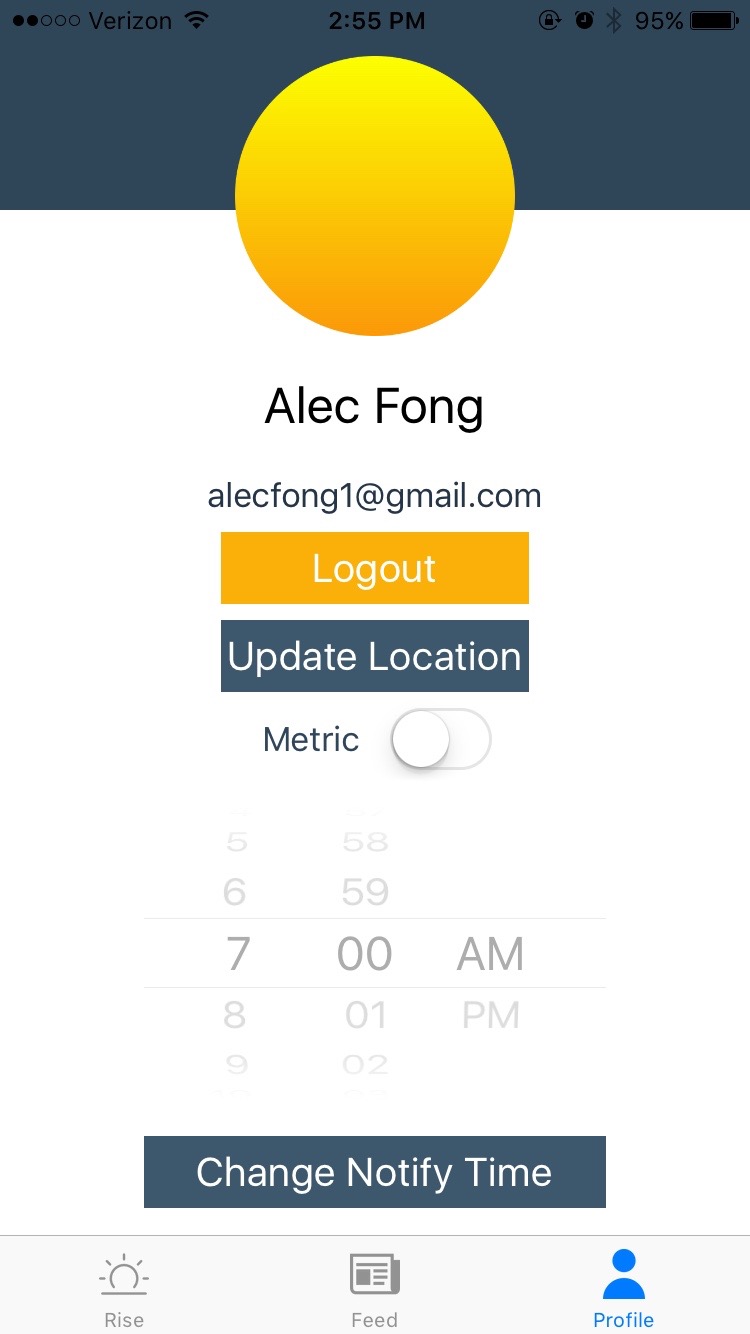 Verizon 2:55 PM 95%
Alec Fong
alecfong1@gmail.com
Logout
Update Location
Metric
5 58
6 59
7 00 AM
8 01 PM
9 02
Change Notify Time
Rise Feed Profile